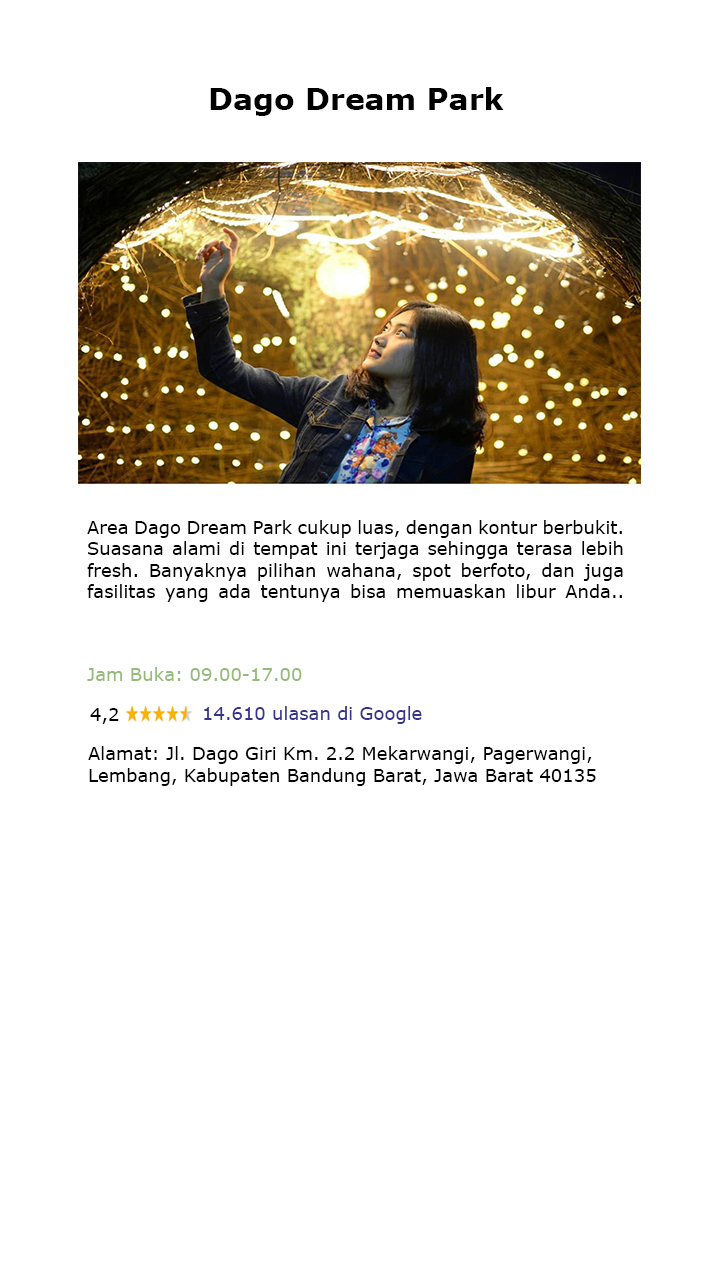 Dago Dream Park
Area Dago Dream Park cukup luas, dengan kontur berbukit.
Suasana alami di tempat ini terjaga sehingga terasa lebih
fresh. Banyaknya pilihan wahana, spot berfoto, dan juga
fasilitas yang ada tentunya bisa memuaskan libur Anda..
Jam Buka: 09.00-17.00
4,2 14.610 ulasan di Google
Alamat: Jl. Dago Giri Km. 2.2 Mekarwangi, Pagerwangi,
Lembang, Kabupaten Bandung Barat, Jawa Barat 40135